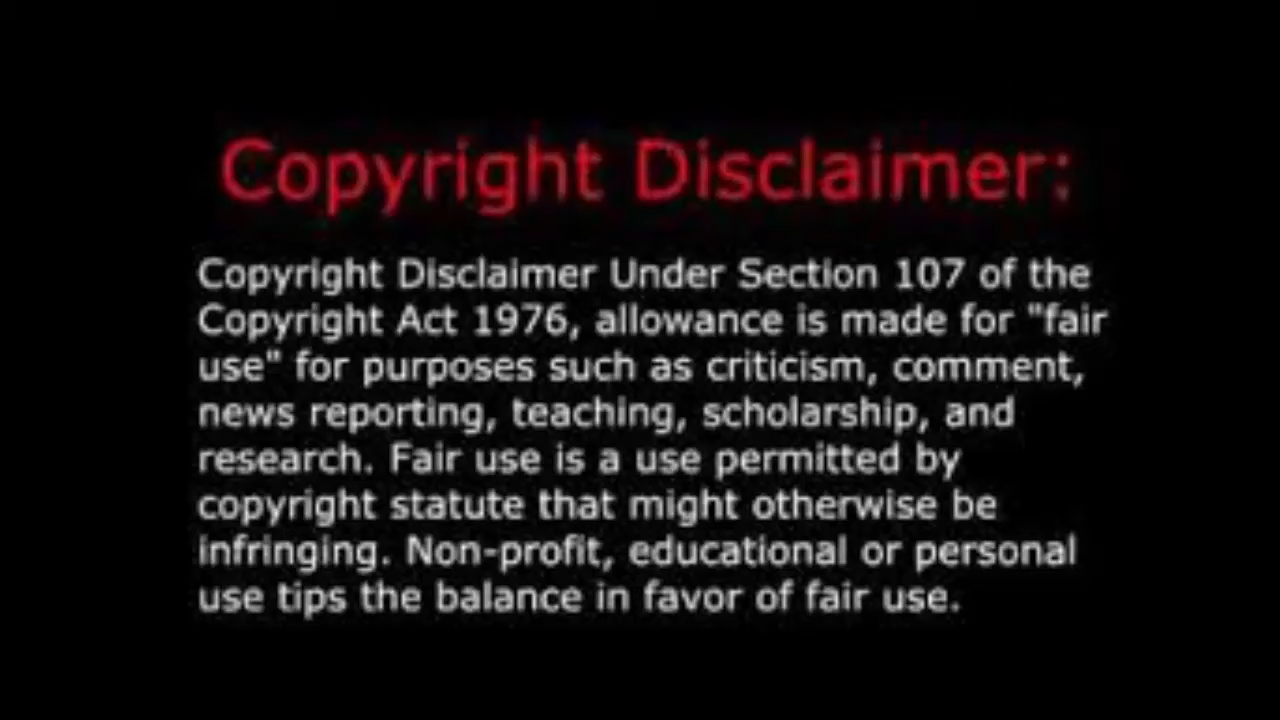 Copyright Disclaimer:
Copyright Disclaimer Under Section 107 of the
Copyright Act 1976, allowance is made for "fair
use" for purposes such as criticism, comment,
news reporting, teaching, scholarship, and
research. Fair use is a use permitted by
copyright statute that might otherwise be
infringing. Non-profit, educational or personal
use tips the balance in favor of fair use.